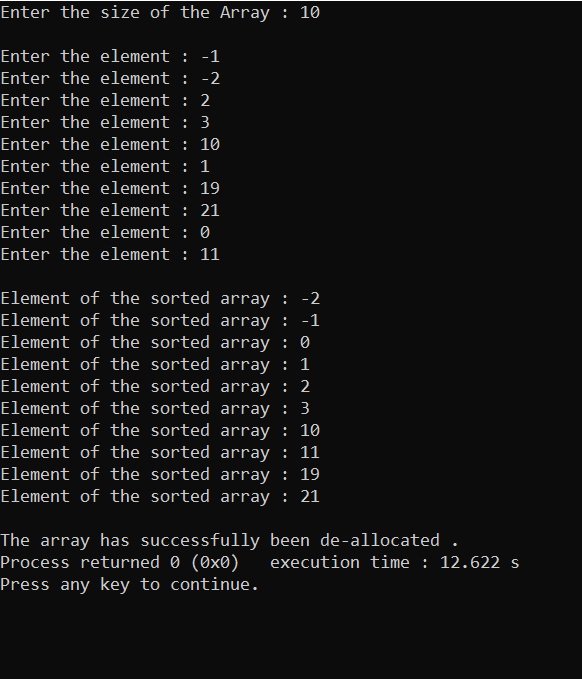 Enter the size of the Array : 10
Enter the element : -1
Enter the element : -2
Enter the element : 2
Enter the element : 3
Enter the element : 10
Enter the element : 1
Enter the element : 19
Enter the element : 21
Enter the element : 0
Enter the element : 11
Element of the sorted array : -2
Element of the sorted array : -1
Element of the sorted array : 0
Element of the sorted array : 1
Element of the sorted array : 2
Element of the sorted array : 3
Element of the sorted array : 10
Element of the sorted array : 11
Element of the sorted array : 19
Element of the sorted array : 21
The array has successfully been de-allocated .
Process returned 0 (0x0)   execution time : 12.622 s
Press any key to continue.